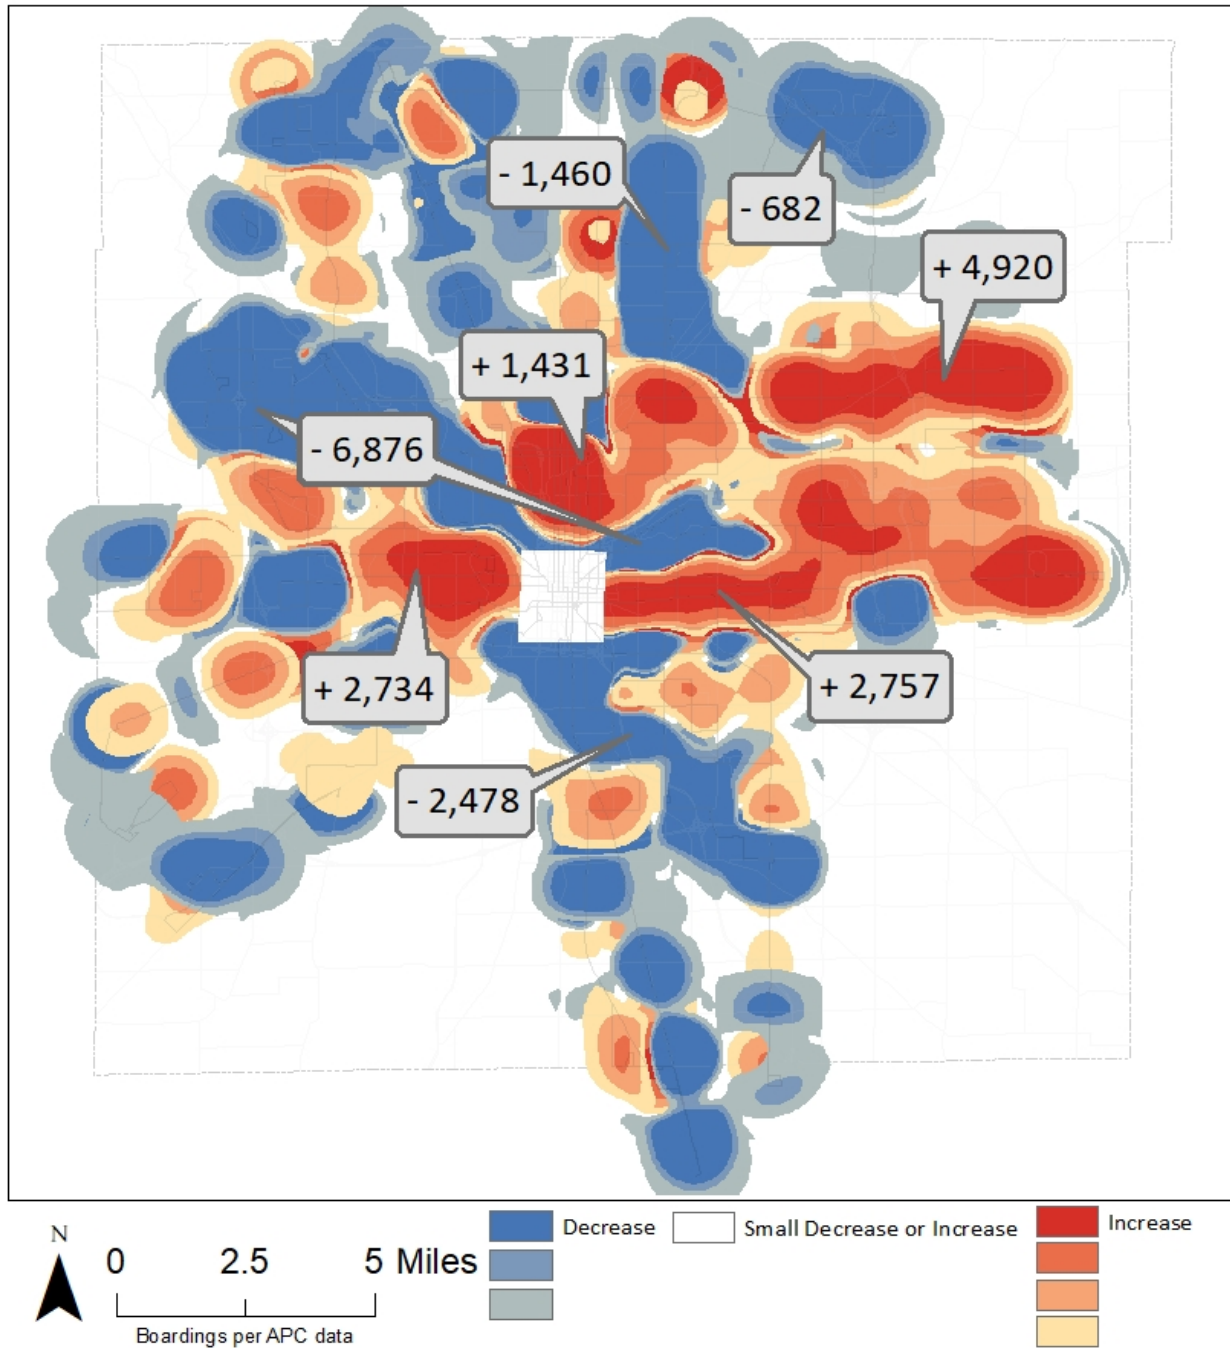 - 1,460
- 682
+ 4,920
+ 1,431
- 6,876
+ 2,734
+ 2,757
- 2,478
N
0 2.5 5 Miles
Boardings per APC data
Decrease
Small Decrease or Increase
Increase